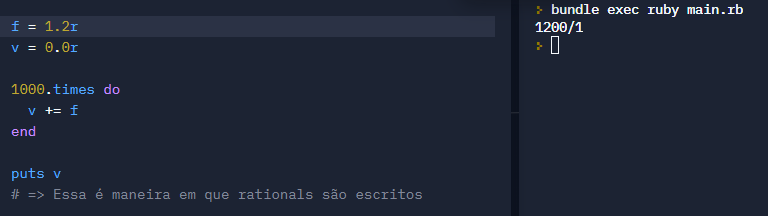 f = 1.2r
v = 0.0r
1000.times do
  v += f
end
puts v
# => Essa é maneira em que rationals são escritos
> bundle exec ruby main.rb
1200/1
>